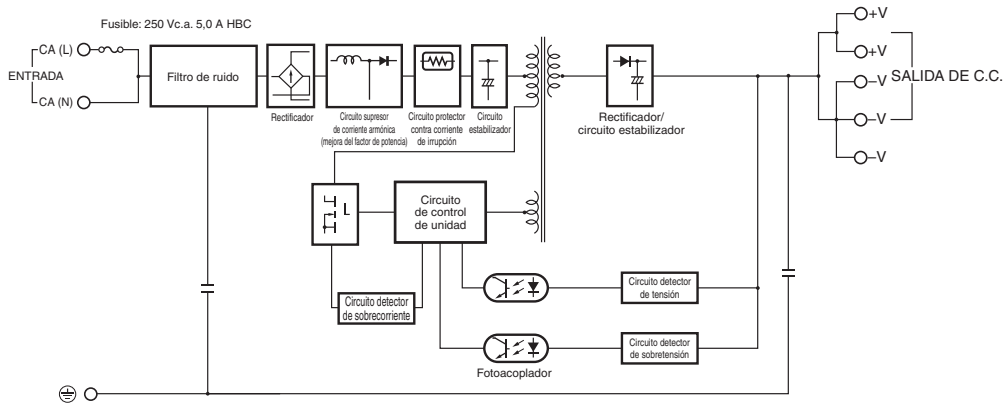 Fusible: 250 Vc.a. 5,0 A HBC
CA (L)
ENTRADA
CA (N)
Filtro de ruido
Rectificador
Circuito supresor
de corriente armónica
(mejora del factor de potencia)
Circuito protector
contra corriente
de irrupción
Circuito
estabilizador
Rectificador/
circuito estabilizador
+V
+V
–V
–V
–V
SALIDA DE C.C.
Circuito
de control
de unidad
Circuito detector
de sobrecorriente
Circuito detector
de tensión
Circuito detector
de sobretensión
Fotoacoplador